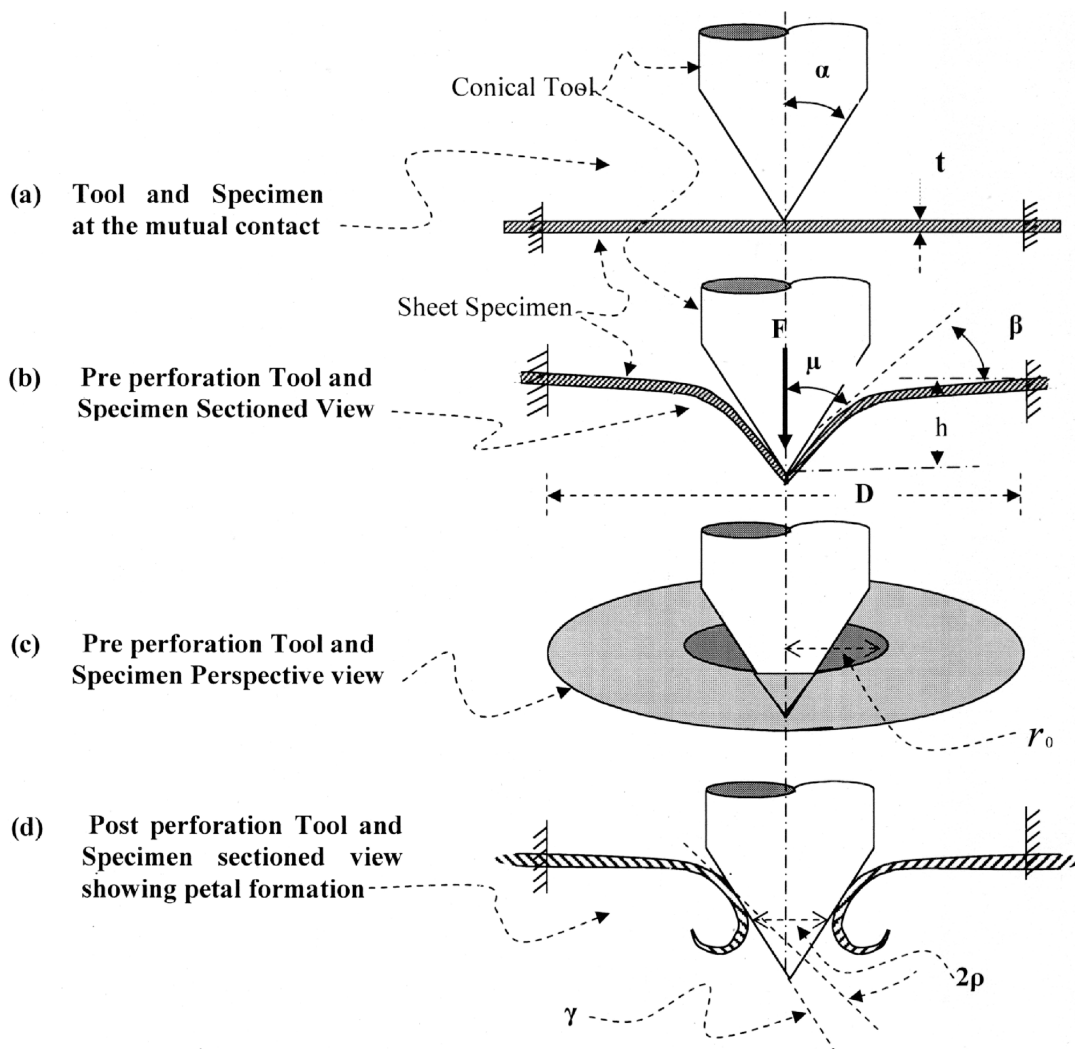 α
Conical Tool
t
(a) Tool and Specimen
at the mutual contact
Sheet Specimen
F
β
μ
(b) Pre perforation Tool and
Specimen Sectioned View
h
D
(c) Pre perforation Tool and
Specimen Perspective view
r₀
(d) Post perforation Tool and
Specimen sectioned view
showing petal formation
2ρ
γ